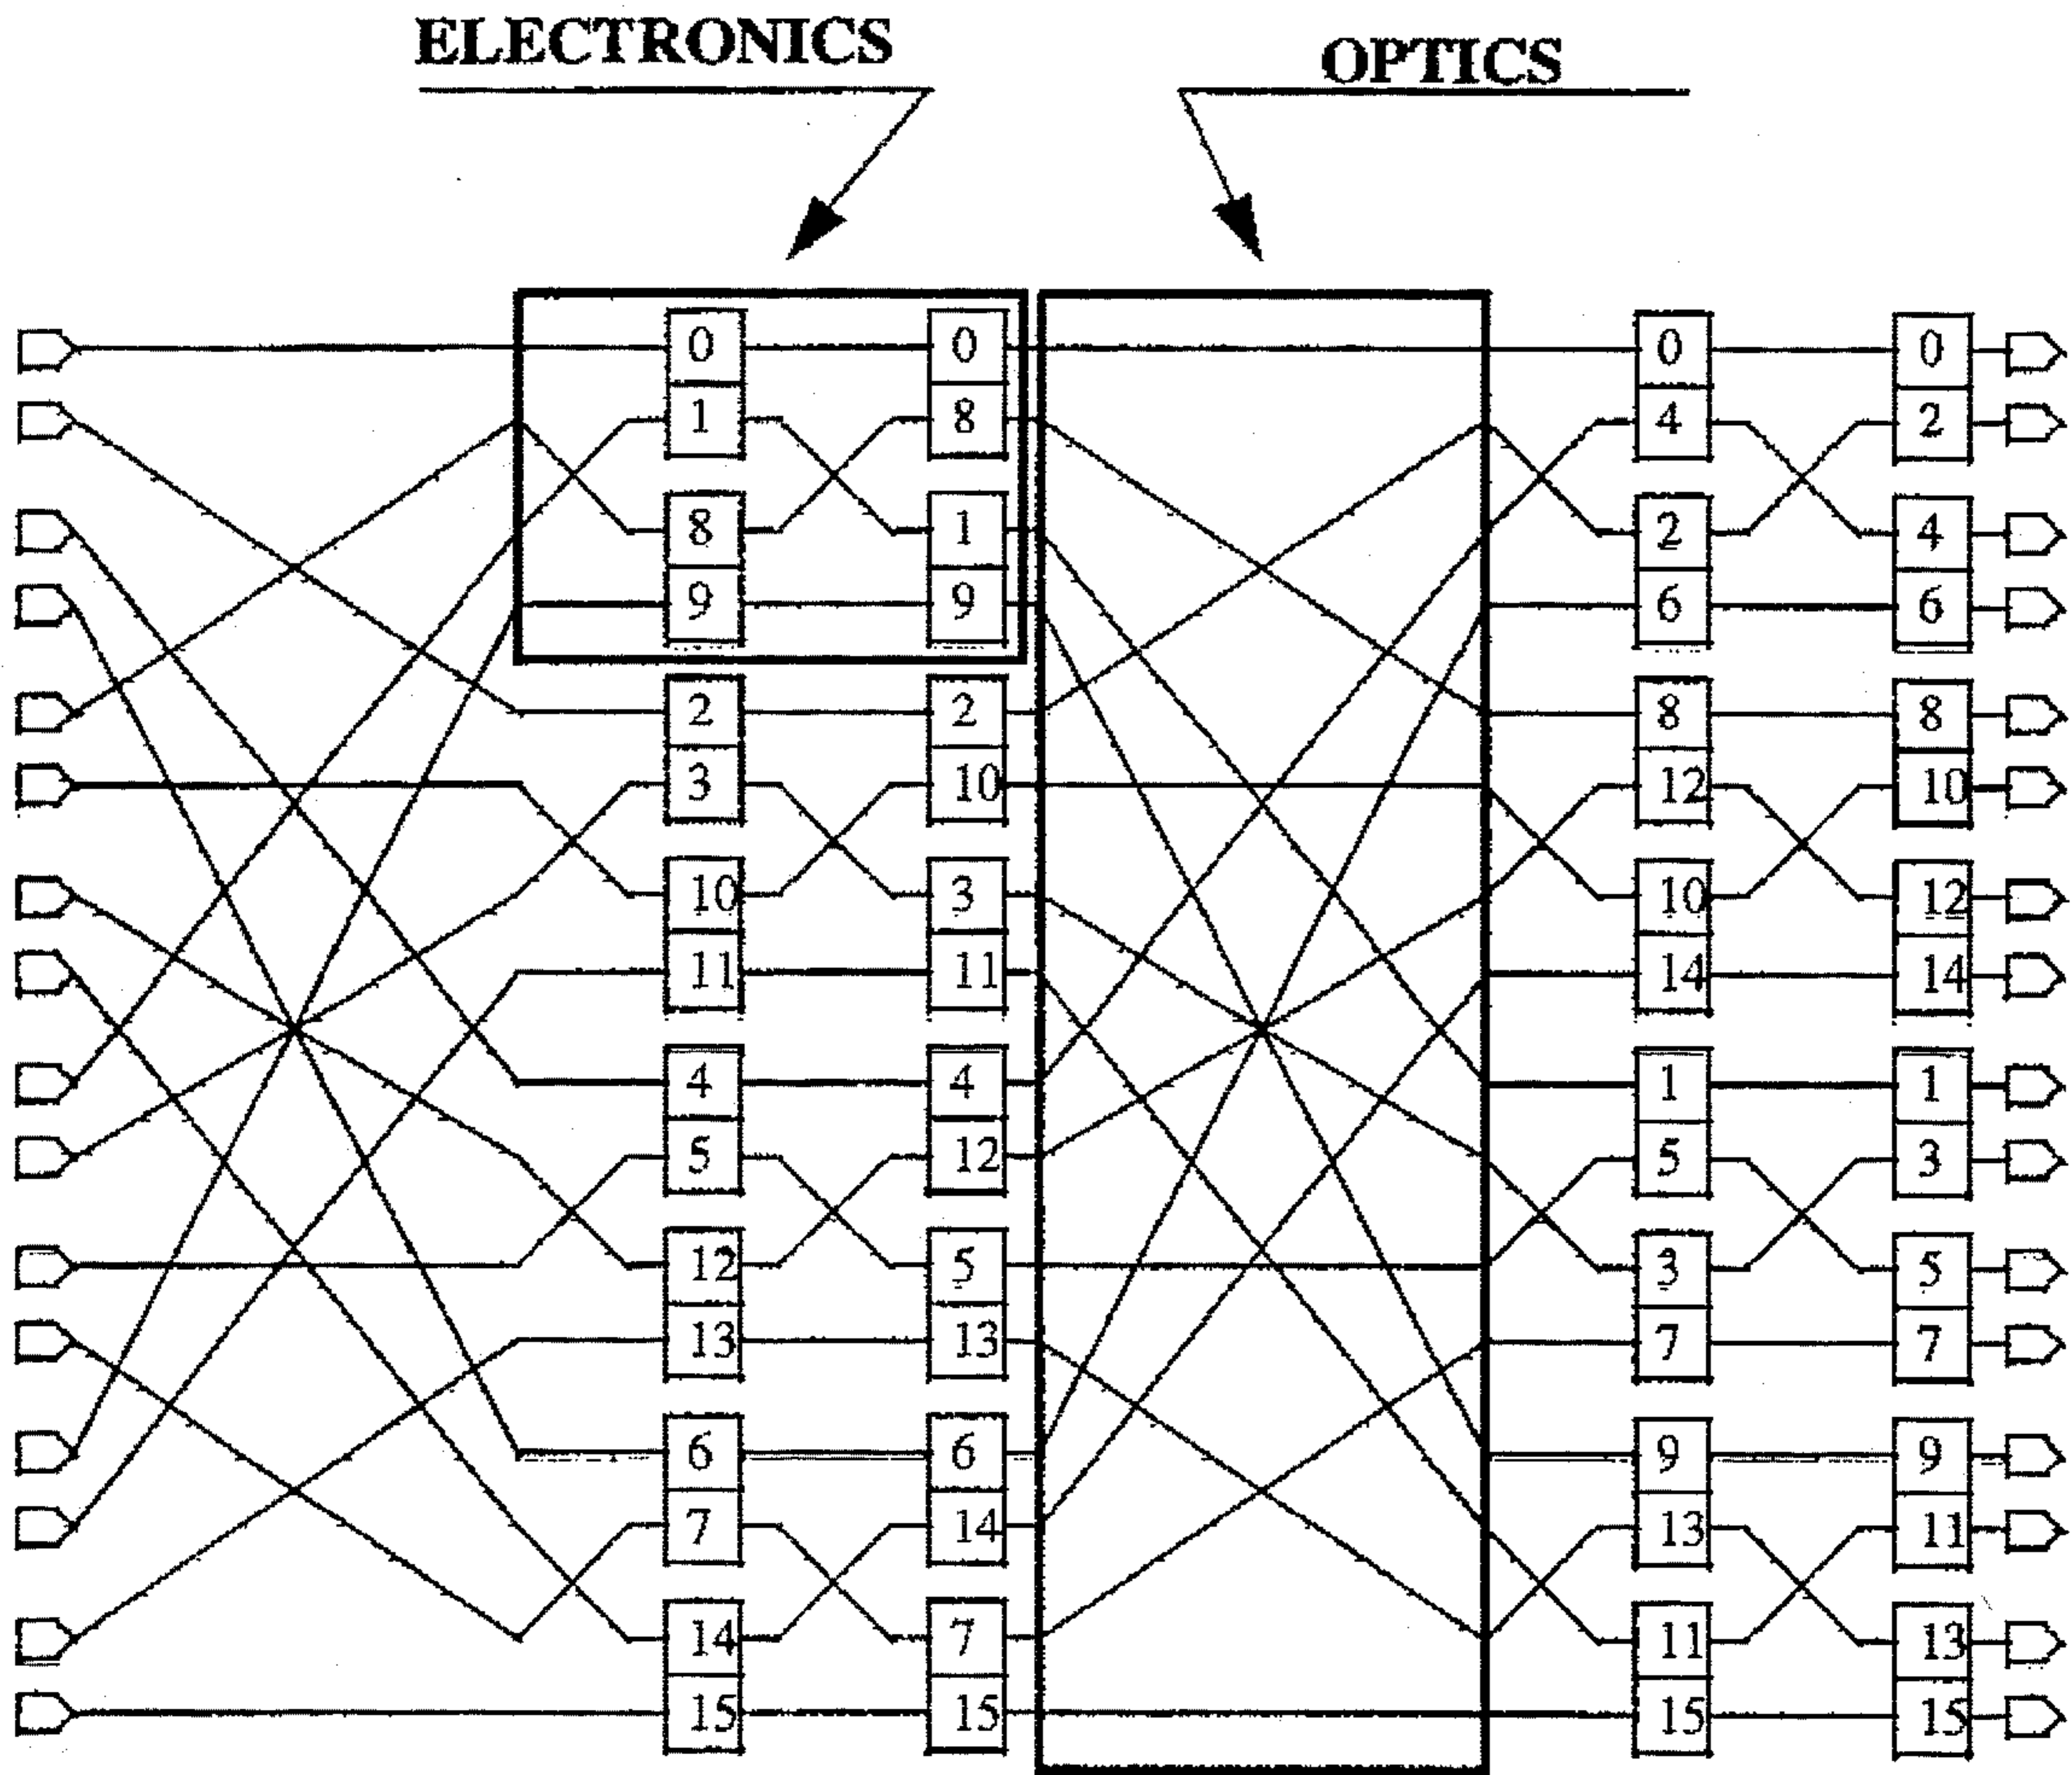 ELECTRONICS OPTICS
0 0 0 0
1 8 4 2
8 1 2 4
9 9 6 6
2 2 8 8
3 10 12 10
10 3 10 12
11 11 14 14
4 4 1 1
5 12 5 3
12 5 3 5
13 13 7 7
6 6 9 9
7 14 13 11
14 7 11 13
15 15 15 15